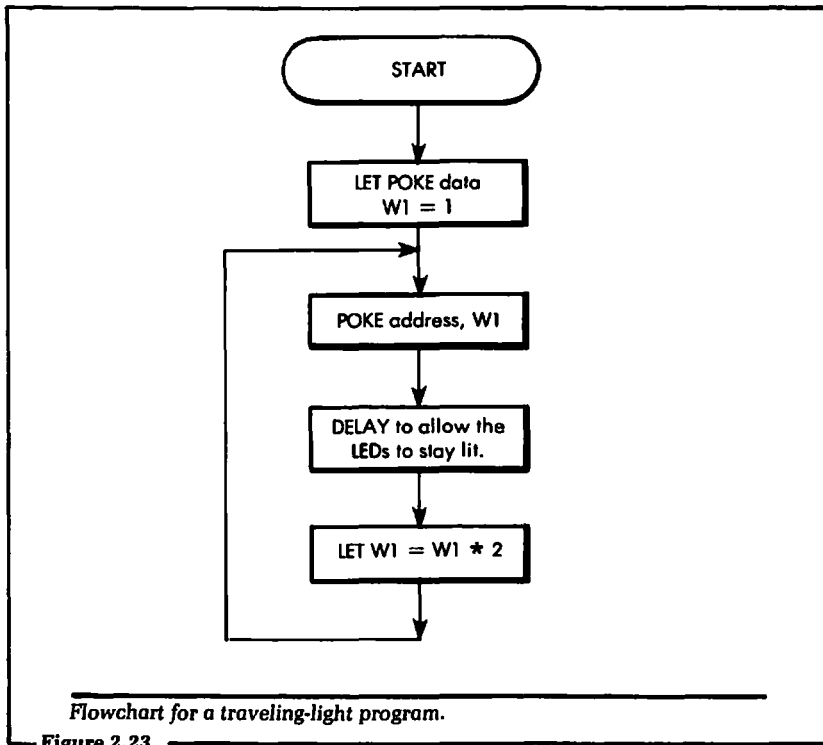 START
LET POKE data
W1 = 1
POKE address, W1
DELAY to allow the
LEDs to stay lit.
LET W1 = W1 * 2
Flowchart for a traveling-light program.
Figure 2.23